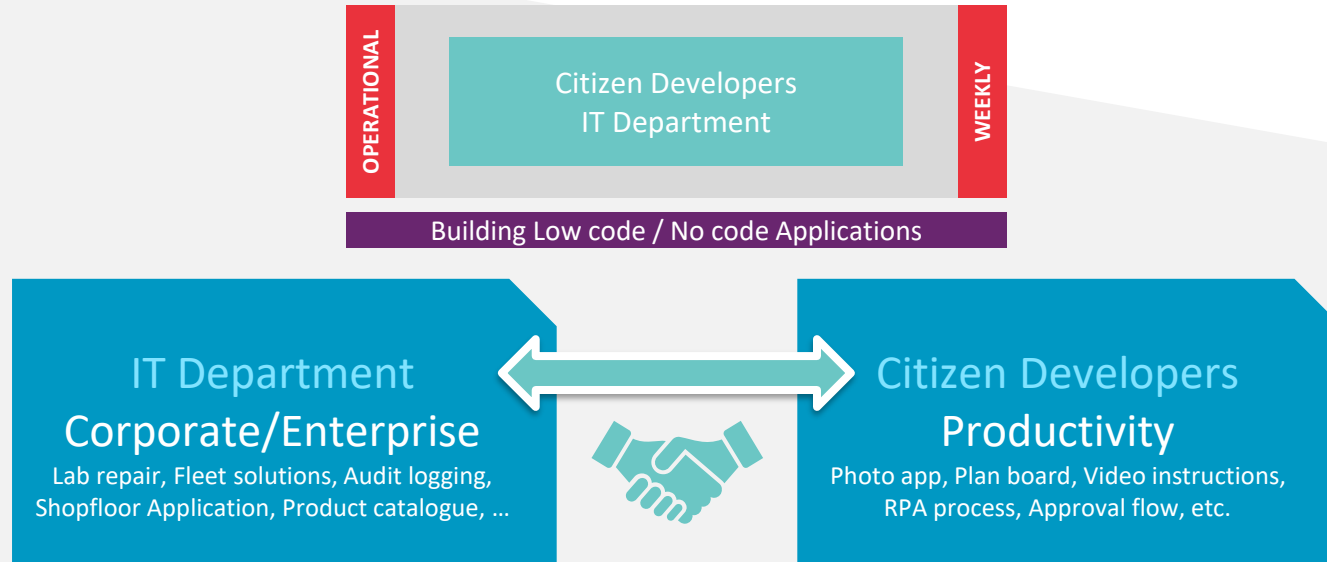 OPERATIONAL
Citizen Developers
IT Department
WEEKLY
Building Low code / No code Applications
IT Department
Corporate/Enterprise
Lab repair, Fleet solutions, Audit logging,
Shopfloor Application, Product catalogue, ...
Citizen Developers
Productivity
Photo app, Plan board, Video instructions,
RPA process, Approval flow, etc.